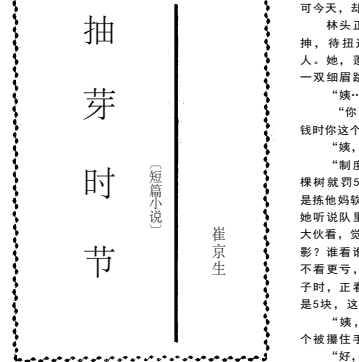 抽芽时节
〔短篇小说〕
崔京生
可今天，却
林头正
抻，待扭过
人。她，
一双细眉
“姨…
“你
钱时你这个
“姨，
“制度
棵树就罚5
是拣他妈软
她听说队里
大伙看，觉
影？谁看谁
不看更亏，
子时，正看
是5块，这
“姨，
个被攥住手
“好，